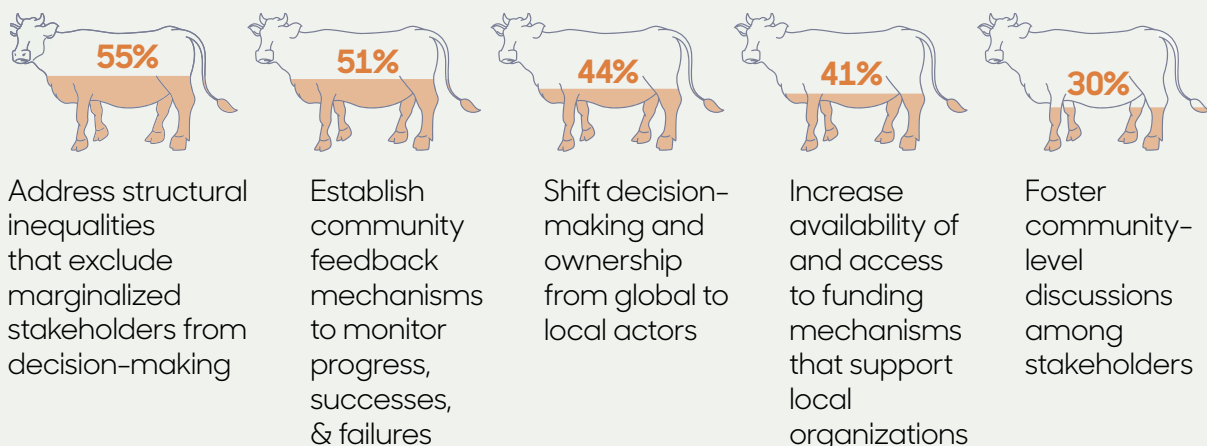 55%
51%
44%
41%
30%
Address structural
inequalities
that exclude
marginalized
stakeholders from
decision-making
Establish
community
feedback
mechanisms
to monitor
progress,
successes,
& failures
Shift decision-
making and
ownership
from global to
local actors
Increase
availability of
and access
to funding
mechanisms
that support
local
organizations
Foster
community-
level
discussions
among
stakeholders